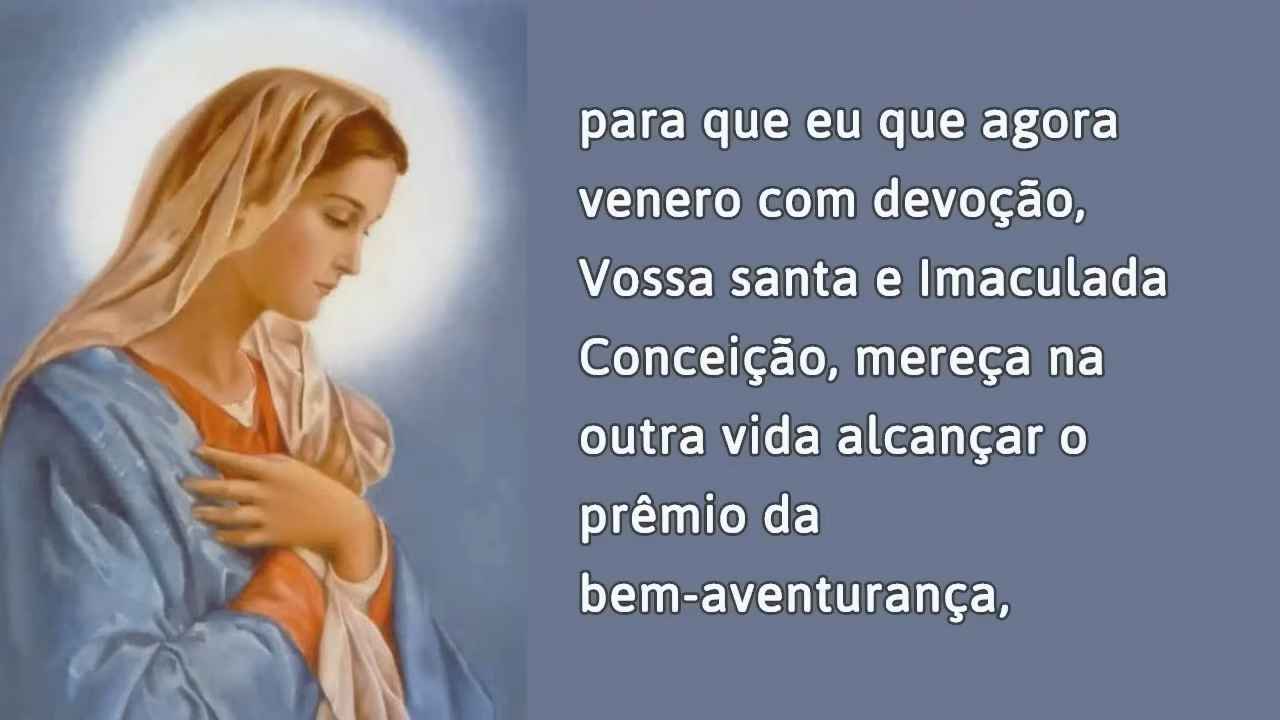 para que eu que agora
venero com devoção,
Vossa santa e Imaculada
Conceição, mereça na
outra vida alcançar o
prêmio da
bem-aventurança,